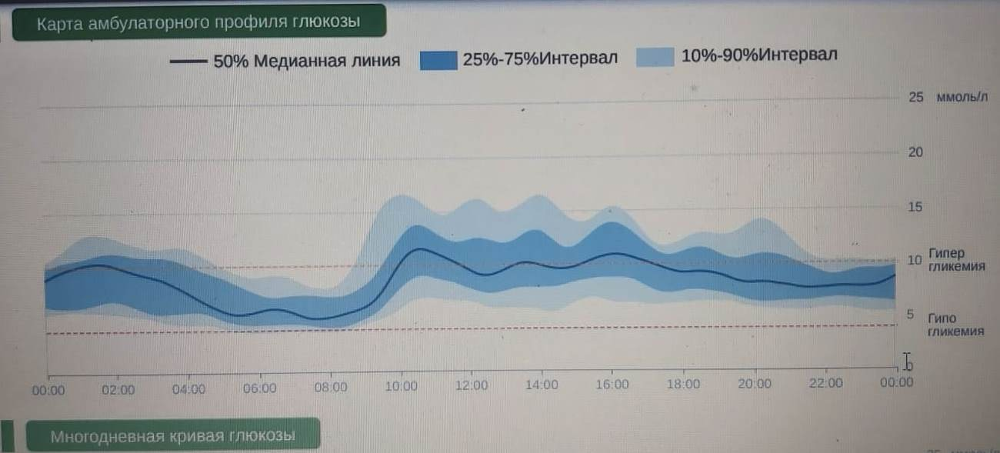 Карта амбулаторного профиля глюкозы
50% Медианная линия 25%-75%Интервал 10%-90%Интервал
25 ммоль/л
20
15
10 Гипер
гликемия
5 Гипо
гликемия
0
00:00 02:00 04:00 06:00 08:00 10:00 12:00 14:00 16:00 18:00 20:00 22:00 00:00
Многодневная кривая глюкозы